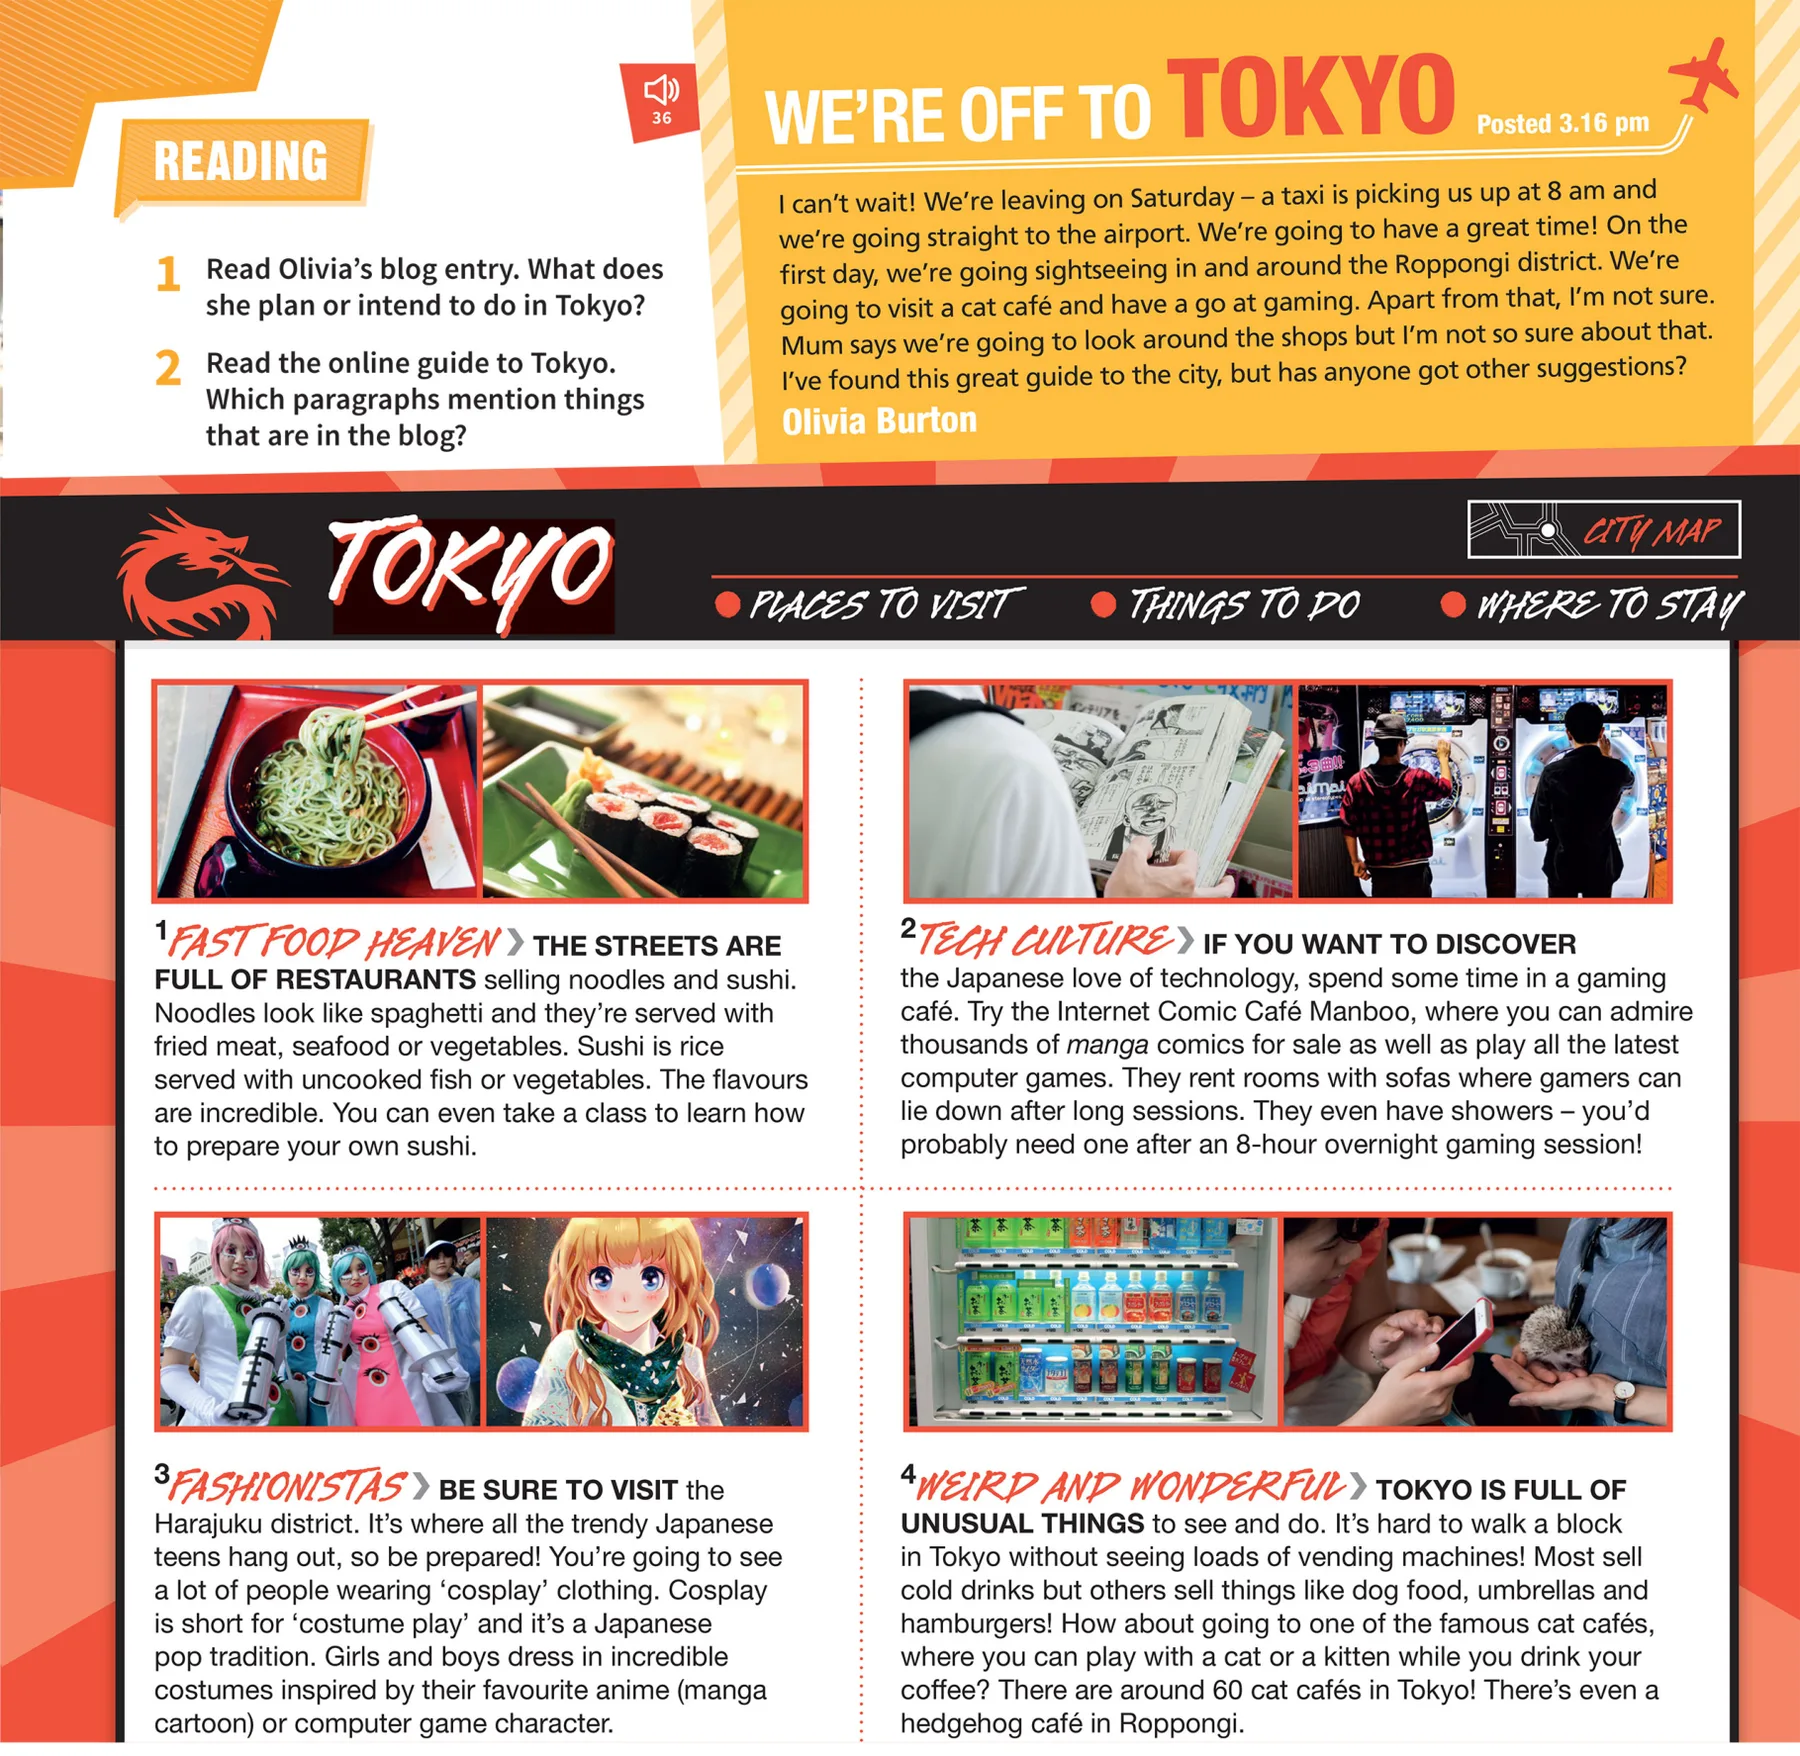 READING
36
1 Read Olivia's blog entry. What does
she plan or intend to do in Tokyo?
2 Read the online guide to Tokyo.
Which paragraphs mention things
that are in the blog?
WE'RE OFF TO TOKYO Posted 3.16 pm
I can't wait! We're leaving on Saturday – a taxi is picking us up at 8 am and
we're going straight to the airport. We're going to have a great time! On the
first day, we're going sightseeing in and around the Roppongi district. We're
going to visit a cat café and have a go at gaming. Apart from that, I'm not sure.
Mum says we're going to look around the shops but I'm not so sure about that.
I've found this great guide to the city, but has anyone got other suggestions?
Olivia Burton
TOKYO
CITY MAP
PLACES TO VISIT
THINGS TO DO
WHERE TO STAY
1 FAST FOOD HEAVEN > THE STREETS ARE
FULL OF RESTAURANTS selling noodles and sushi.
Noodles look like spaghetti and they're served with
fried meat, seafood or vegetables. Sushi is rice
served with uncooked fish or vegetables. The flavours
are incredible. You can even take a class to learn how
to prepare your own sushi.
2 TECH CULTURE > IF YOU WANT TO DISCOVER
the Japanese love of technology, spend some time in a gaming
café. Try the Internet Comic Café Manboo, where you can admire
thousands of manga comics for sale as well as play all the latest
computer games. They rent rooms with sofas where gamers can
lie down after long sessions. They even have showers – you'd
probably need one after an 8-hour overnight gaming session!
3 FASHIONISTAS > BE SURE TO VISIT the
Harajuku district. It's where all the trendy Japanese
teens hang out, so be prepared! You're going to see
a lot of people wearing 'cosplay' clothing. Cosplay
is short for 'costume play' and it's a Japanese
pop tradition. Girls and boys dress in incredible
costumes inspired by their favourite anime (manga
cartoon) or computer game character.
4 WEIRD AND WONDERFUL > TOKYO IS FULL OF
UNUSUAL THINGS to see and do. It's hard to walk a block
in Tokyo without seeing loads of vending machines! Most sell
cold drinks but others sell things like dog food, umbrellas and
hamburgers! How about going to one of the famous cat cafés,
where you can play with a cat or a kitten while you drink your
coffee? There are around 60 cat cafés in Tokyo! There's even a
hedgehog café in Roppongi.